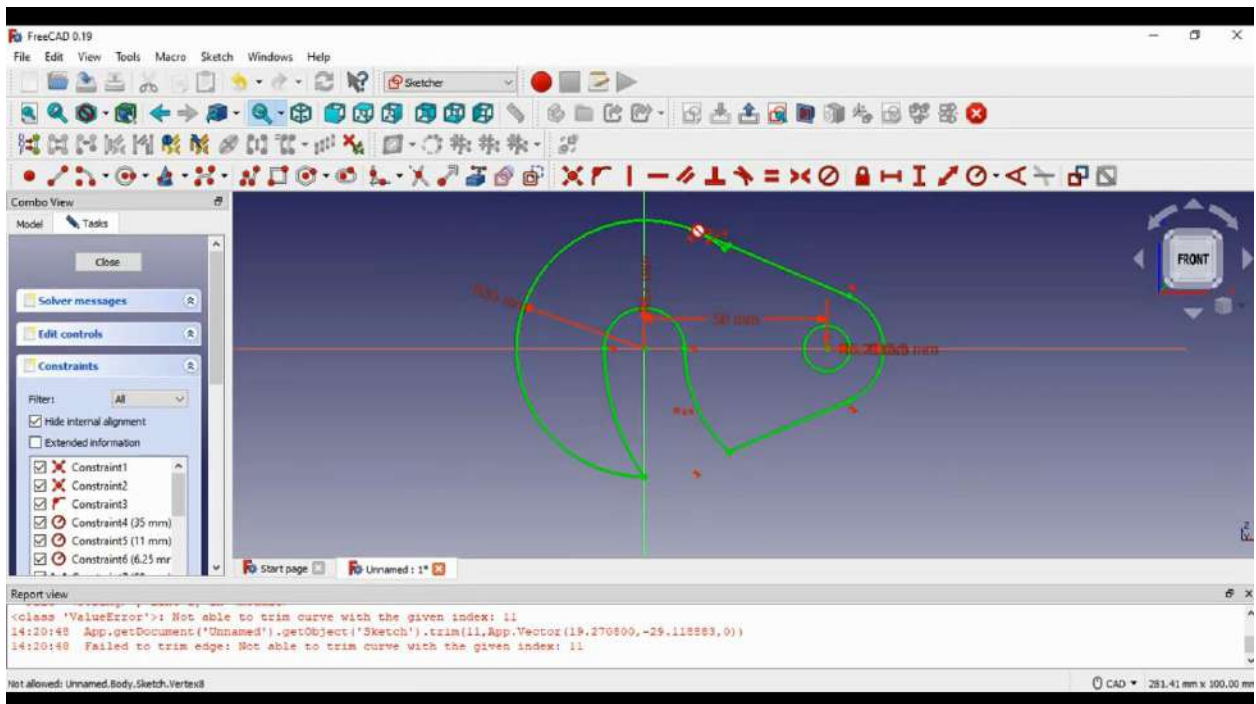 FreeCAD 0.19
File Edit View Tools Macro Sketch Windows Help
Sketcher
Combo View
Model Tasks
Close
Solver messages
Edit controls
Constraints
Filter: All
Hide internal alignment
Extended information
Constraint1
Constraint2
Constraint3
Constraint4 (35 mm)
Constraint5 (11 mm)
Constraint6 (6.25 mr
50 mm
FRONT
Start page
Unnamed : 1*
Report view
<class 'ValueError'>: Not able to trim curve with the given index: 11
14:20:48 App.getDocument('Unnamed').getObject('Sketch').trim(11,App.Vector(19.270800,-29.118883,0))
14:20:48 Failed to trim edge: Not able to trim curve with the given index: 11
Not allowed: Unnamed.Body.Sketch.Vertex8
CAD
281.41 mm x 100.00 mm